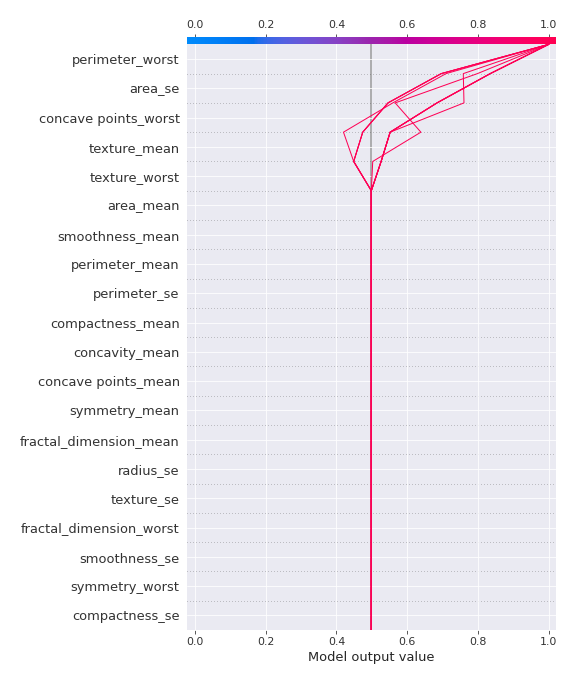 0.0 0.2 0.4 0.6 0.8 1.0
perimeter_worst
area_se
concave points_worst
texture_mean
texture_worst
area_mean
smoothness_mean
perimeter_mean
perimeter_se
compactness_mean
concavity_mean
concave points_mean
symmetry_mean
fractal_dimension_mean
radius_se
texture_se
fractal_dimension_worst
smoothness_se
symmetry_worst
compactness_se
0.0 0.2 0.4 0.6 0.8 1.0
Model output value